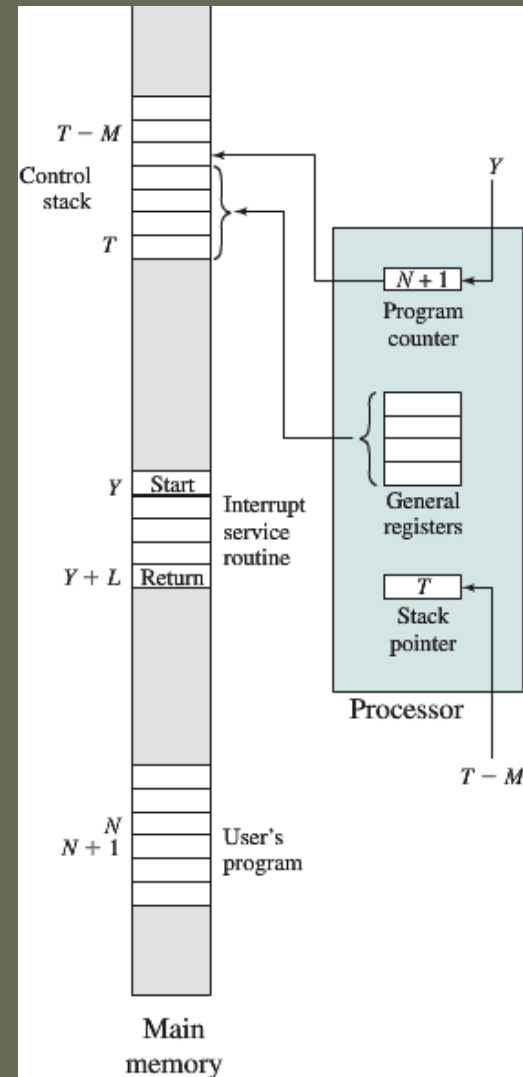 T − M
Control
stack
T
Y
Start
Interrupt
service
routine
Y + L
Return
N
N + 1
User's
program
Main
memory
Y
N + 1
Program
counter
General
registers
T
Stack
pointer
Processor
T − M